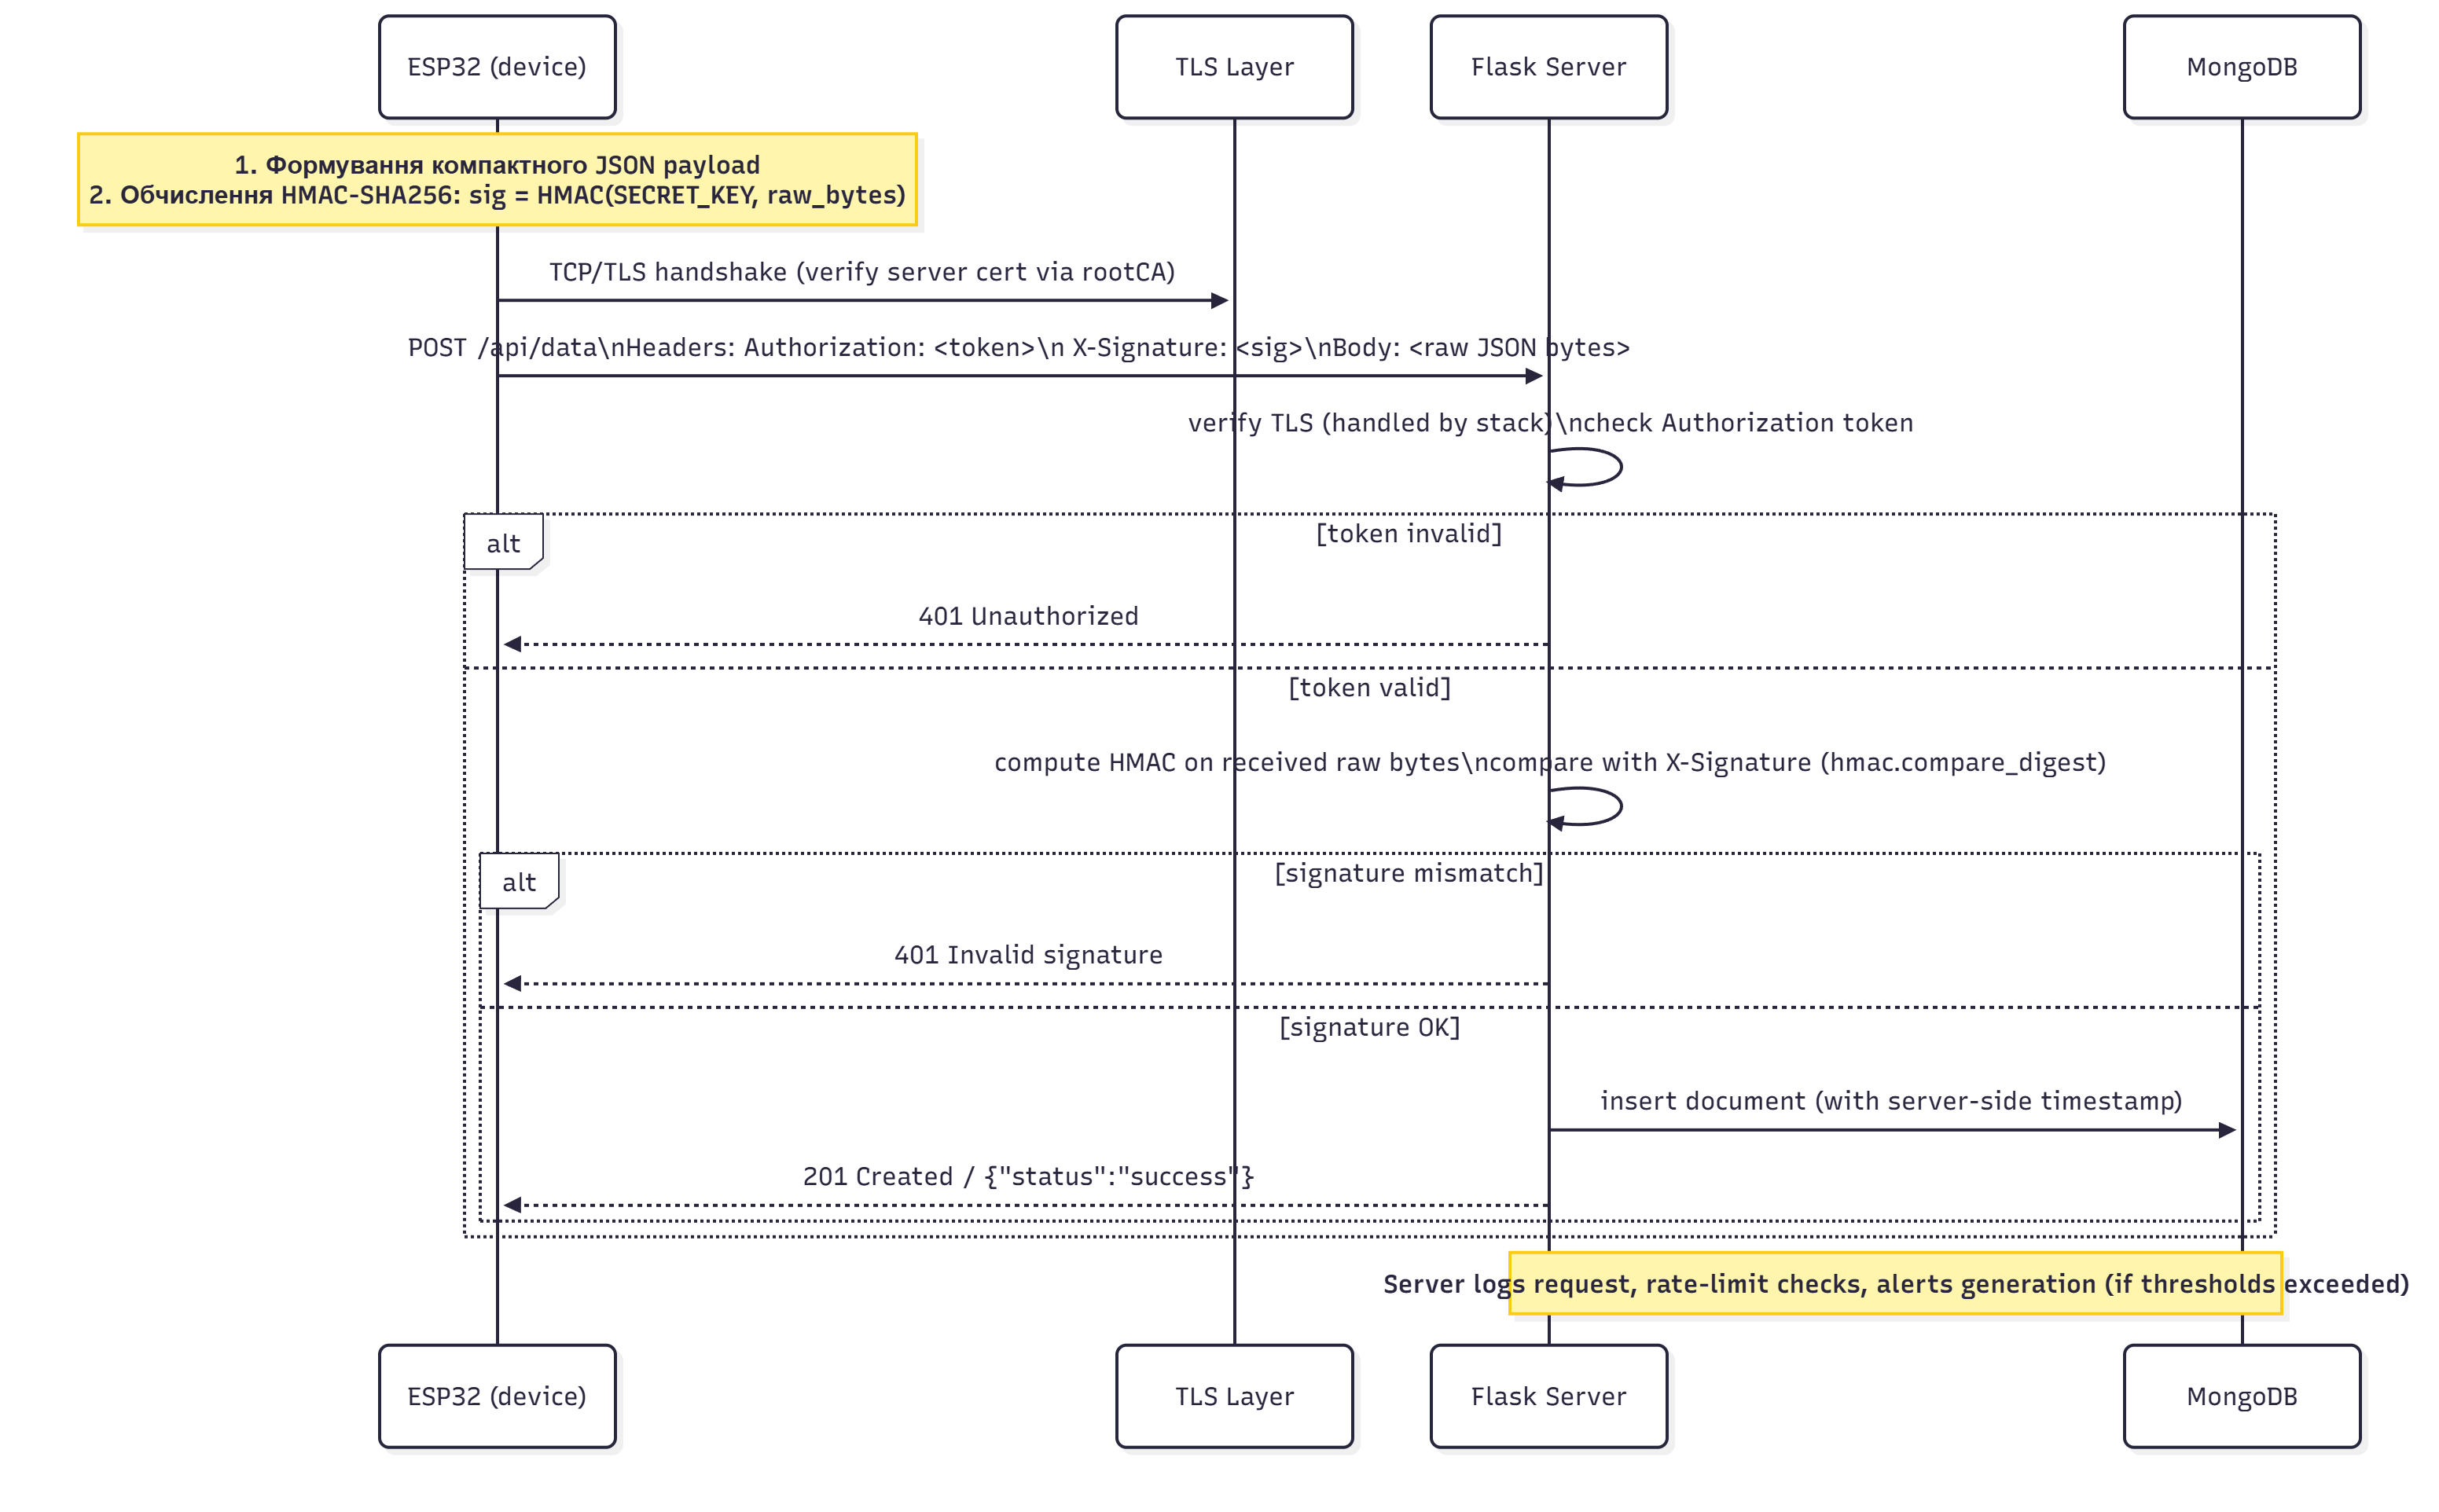 ESP32 (device)
TLS Layer
Flask Server
MongoDB
1. Формування компактного JSON payload
2. Обчислення HMAC-SHA256: sig = HMAC(SECRET_KEY, raw_bytes)
TCP/TLS handshake (verify server cert via rootCA)
POST /api/data\nHeaders: Authorization: <token>\n X-Signature: <sig>\nBody: <raw JSON bytes>
verify TLS (handled by stack)\ncheck Authorization token
alt
[token invalid]
401 Unauthorized
[token valid]
compute HMAC on received raw bytes\ncompare with X-Signature (hmac.compare_digest)
alt
[signature mismatch]
401 Invalid signature
[signature OK]
insert document (with server-side timestamp)
201 Created / {"status":"success"}
Server logs request, rate-limit checks, alerts generation (if thresholds exceeded)
ESP32 (device)
TLS Layer
Flask Server
MongoDB